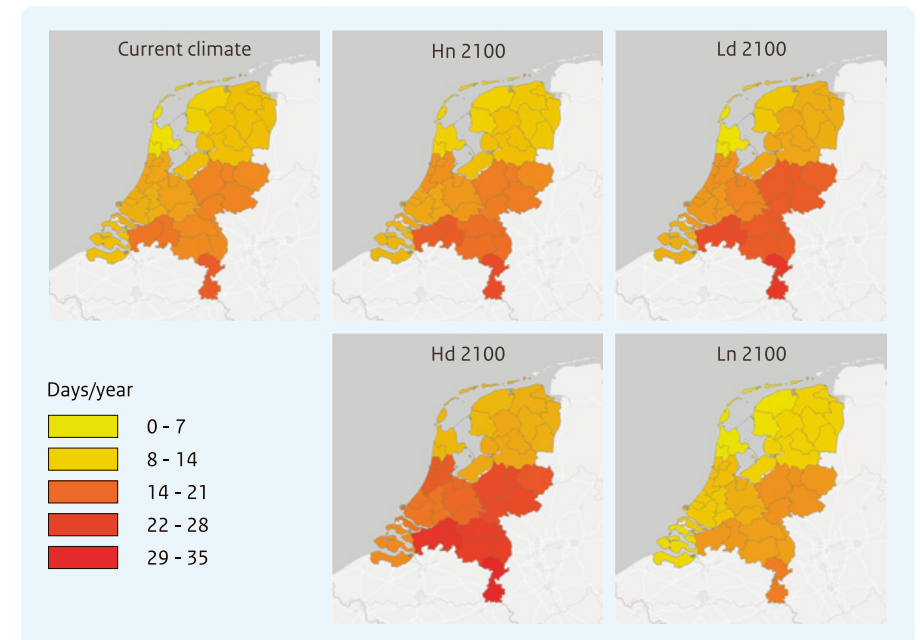 Current climate
Hn 2100
Ld 2100
Hd 2100
Ln 2100
Days/year
0 - 7
8 - 14
14 - 21
22 - 28
29 - 35